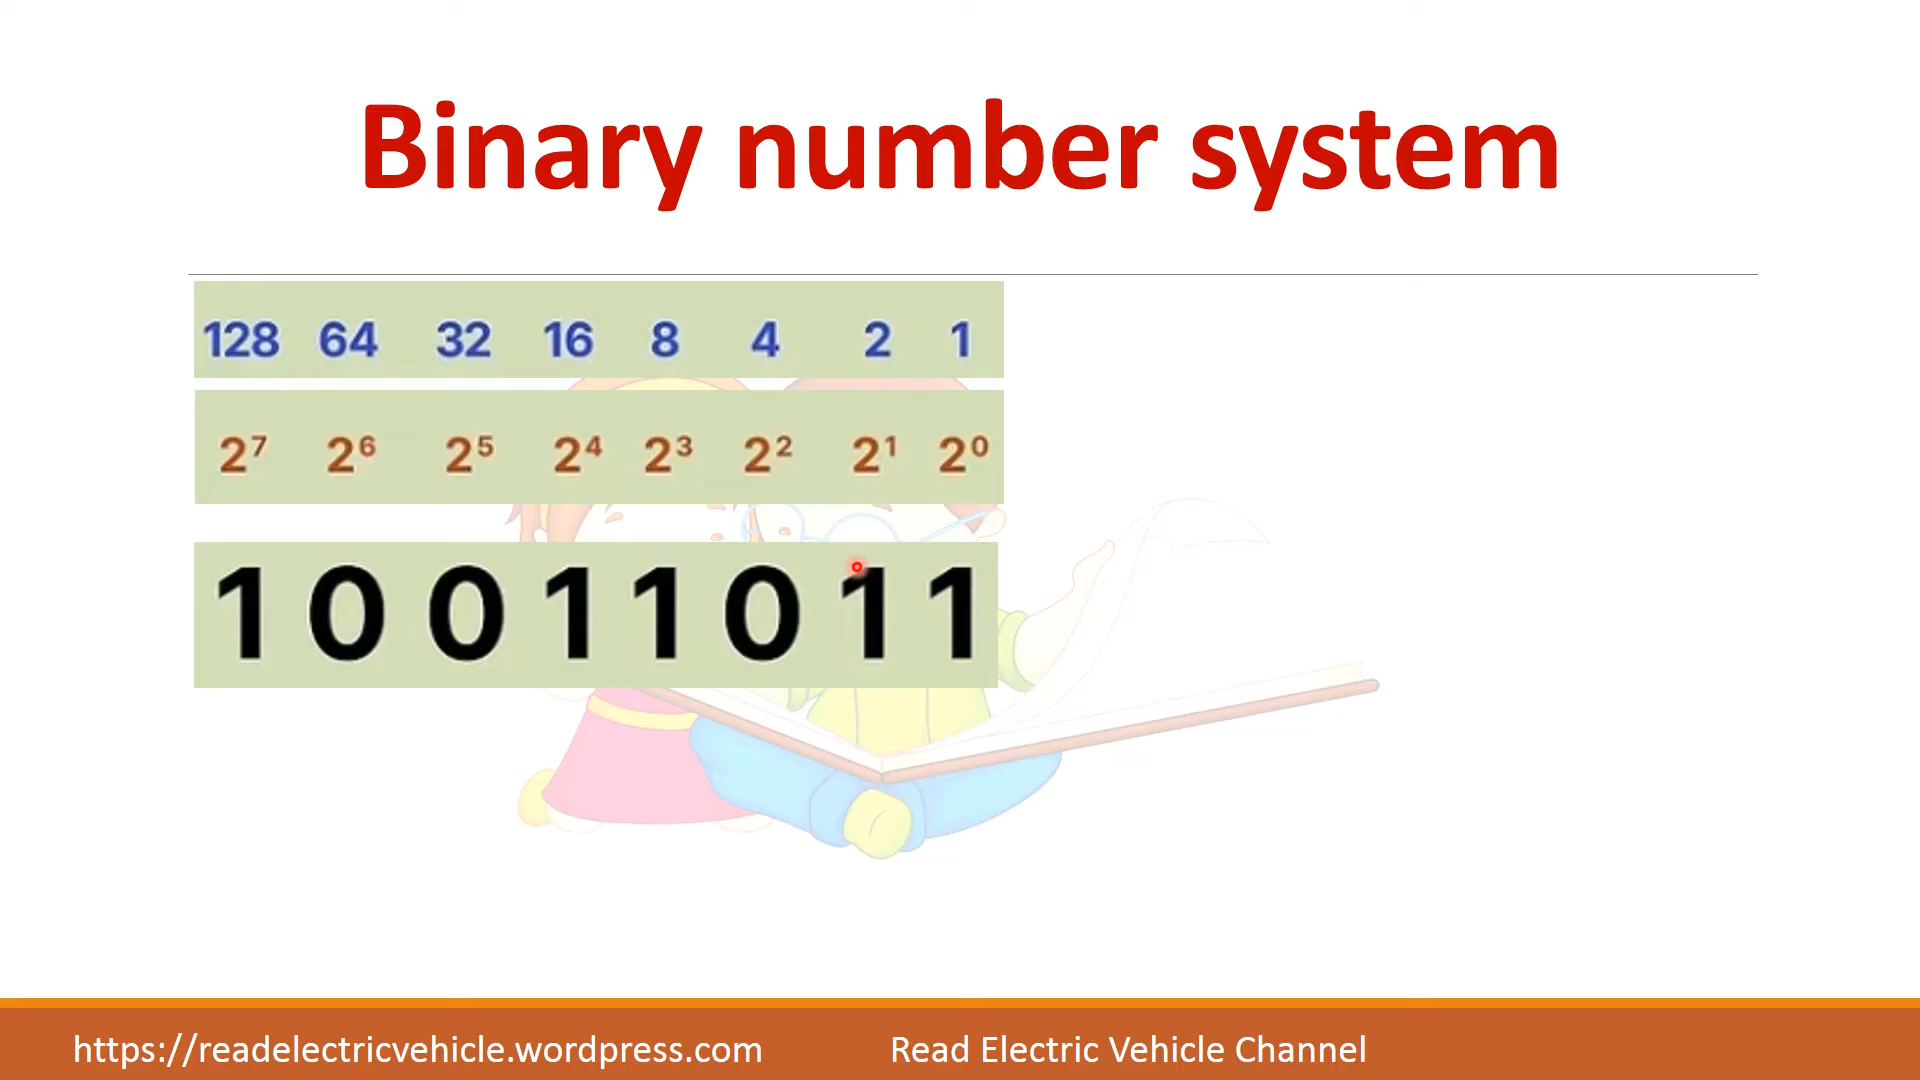 Binary number system
128 64 32 16 8 4 2 1
2⁷ 2⁶ 2⁵ 2⁴ 2³ 2² 2¹ 2⁰
1 0 0 1 1 0 1 1
https://readelectricvehicle.wordpress.com Read Electric Vehicle Channel